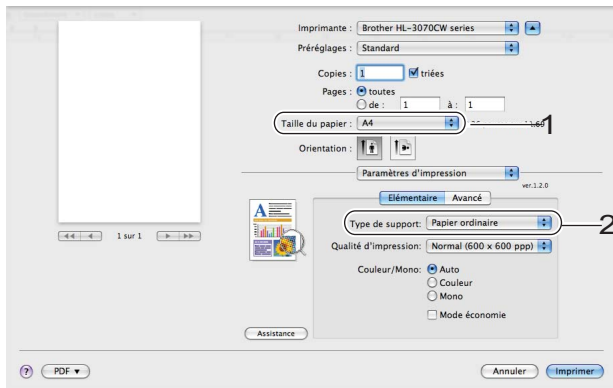 Imprimante : Brother HL-3070CW series
Préréglages : Standard
Copies : 1 triées
Pages : toutes
de : 1 à : 1
Taille du papier : A4 1
Orientation :
Paramètres d'impression
ver.1.2.0
Elémentaire Avancé
Type de support: Papier ordinaire 2
1 sur 1
Qualité d'impression: Normal (600 x 600 ppp)
Couleur/Mono: Auto
Couleur
Mono
Mode économie
Assistance
? PDF ▼ Annuler Imprimer